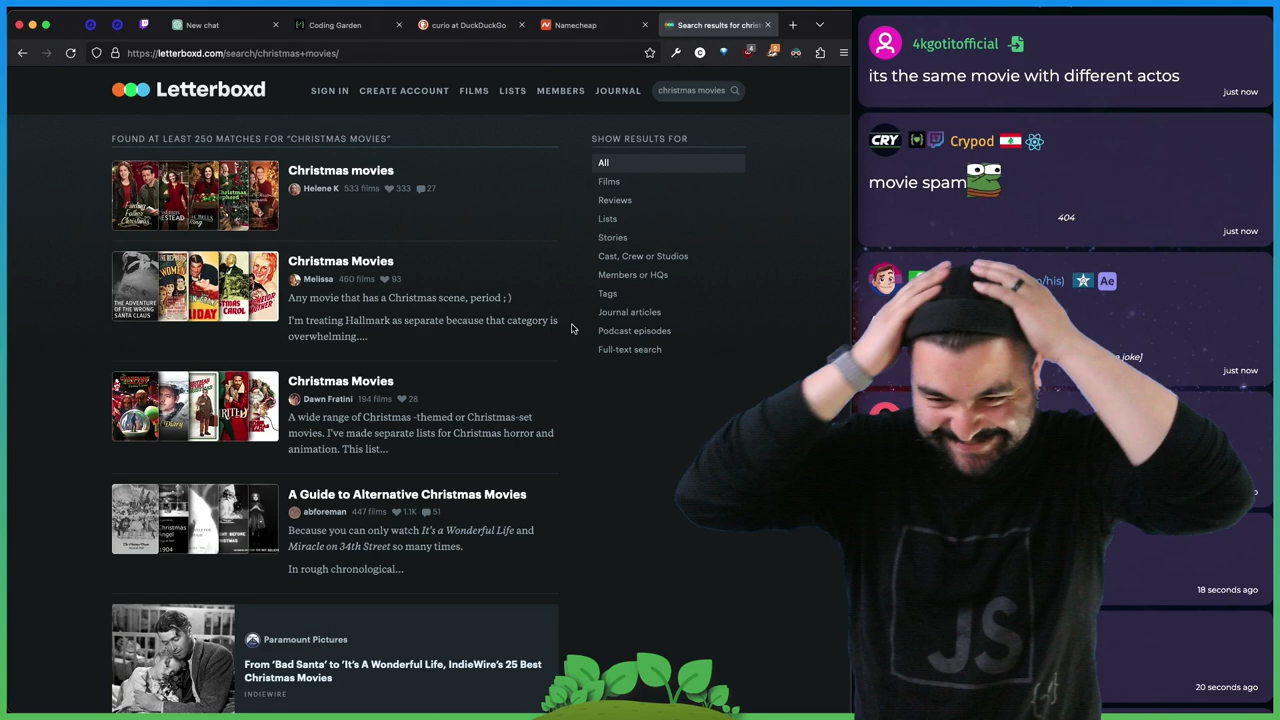 New chat
Coding Garden
curio at DuckDuckGo
Namecheap
Search results for christ
https://letterboxd.com/search/christmas+movies/
Letterboxd
SIGN IN
CREATE ACCOUNT
FILMS
LISTS
MEMBERS
JOURNAL
christmas movies
FOUND AT LEAST 250 MATCHES FOR “CHRISTMAS MOVIES”
Christmas movies
Helene K 533 films 333 27
Christmas Movies
Melissa 460 films 93
Any movie that has a Christmas scene, period ; )
I'm treating Hallmark as separate because that category is
overwhelming....
Christmas Movies
Dawn Fratini 194 films 28
A wide range of Christmas -themed or Christmas-set
movies. I've made separate lists for Christmas horror and
animation. This list...
A Guide to Alternative Christmas Movies
abforeman 447 films 1.1K 51
Because you can only watch It's a Wonderful Life and
Miracle on 34th Street so many times.
In rough chronological...
Paramount Pictures
From ‘Bad Santa’ to ‘It's A Wonderful Life, IndieWire's 25 Best
Christmas Movies
INDIEWIRE
SHOW RESULTS FOR
All
Films
Reviews
Lists
Stories
Cast, Crew or Studios
Members or HQs
Tags
Journal articles
Podcast episodes
Full-text search
4kgotitofficial
its the same movie with different actos
just now
CRY
Crypod
movie spam
404
just now
/his)
Ae
joke]
just now
18 seconds ago
20 seconds ago
JS